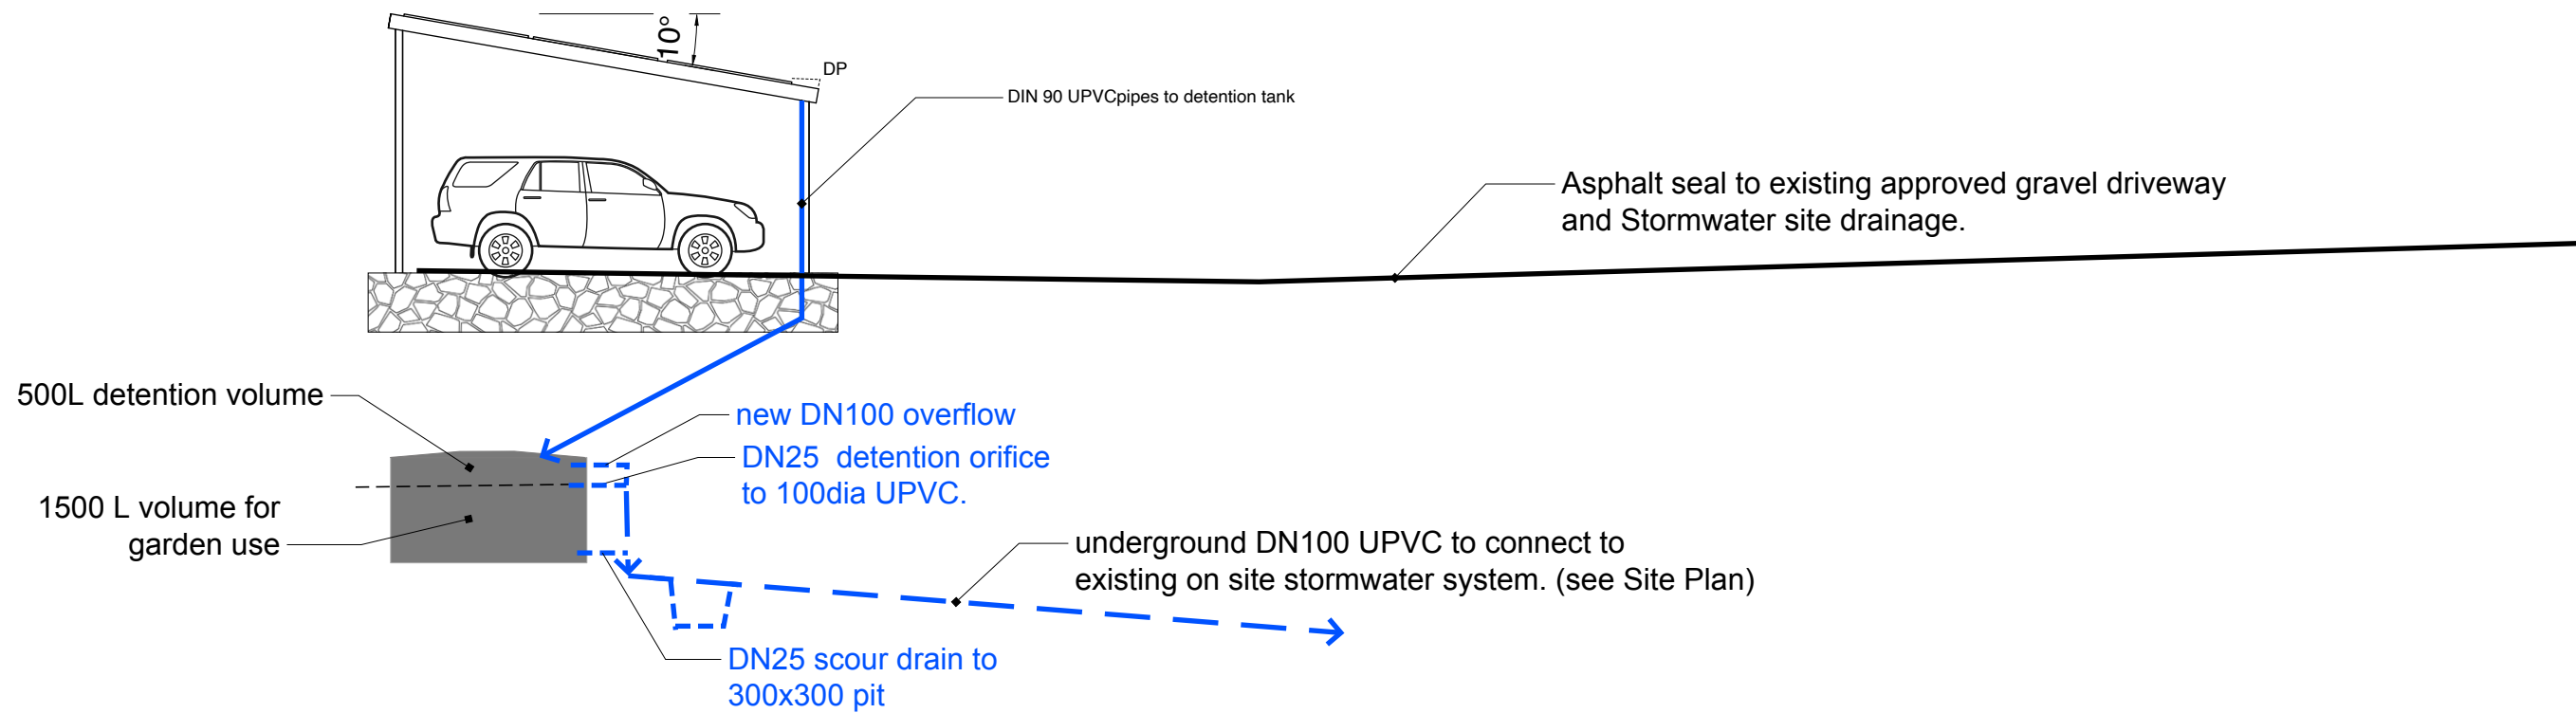 10°
DP
DIN 90 UPVCpipes to detention tank
Asphalt seal to existing approved gravel driveway
and Stormwater site drainage.
500L detention volume
new DN100 overflow
DN25 detention orifice
to 100dia UPVC.
1500 L volume for
garden use
underground DN100 UPVC to connect to
existing on site stormwater system. (see Site Plan)
DN25 scour drain to
300x300 pit